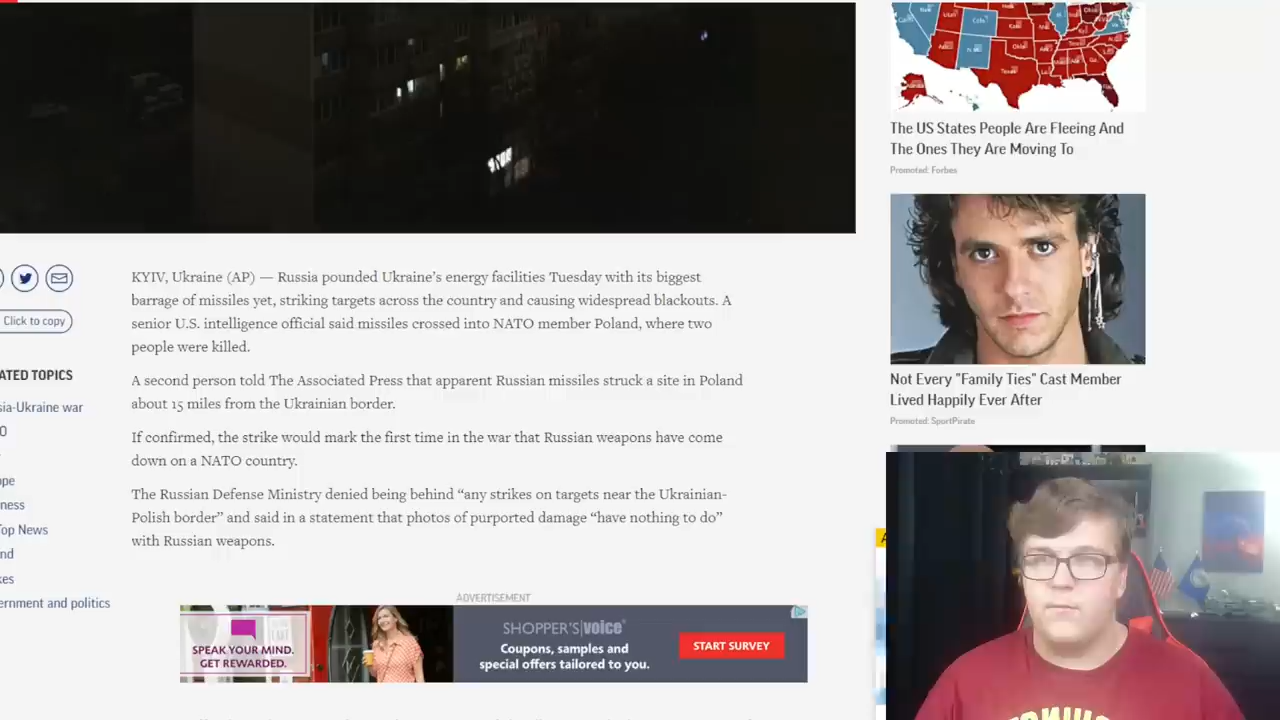 The US States People Are Fleeing And
The Ones They Are Moving To
Promoted: Forbes
Not Every "Family Ties" Cast Member
Lived Happily Ever After
Promoted: SportPirate
KYIV, Ukraine (AP) — Russia pounded Ukraine's energy facilities Tuesday with its biggest
barrage of missiles yet, striking targets across the country and causing widespread blackouts. A
senior U.S. intelligence official said missiles crossed into NATO member Poland, where two
people were killed.
A second person told The Associated Press that apparent Russian missiles struck a site in Poland
about 15 miles from the Ukrainian border.
If confirmed, the strike would mark the first time in the war that Russian weapons have come
down on a NATO country.
The Russian Defense Ministry denied being behind “any strikes on targets near the Ukrainian-
Polish border” and said in a statement that photos of purported damage “have nothing to do”
with Russian weapons.
Click to copy
ATED TOPICS
sia-Ukraine war
O
ope
ness
Top News
nd
kes
ernment and politics
ADVERTISEMENT
SPEAK YOUR MIND.
GET REWARDED.
SHOPPER'S|voice
Coupons, samples and
special offers tailored to you.
START SURVEY